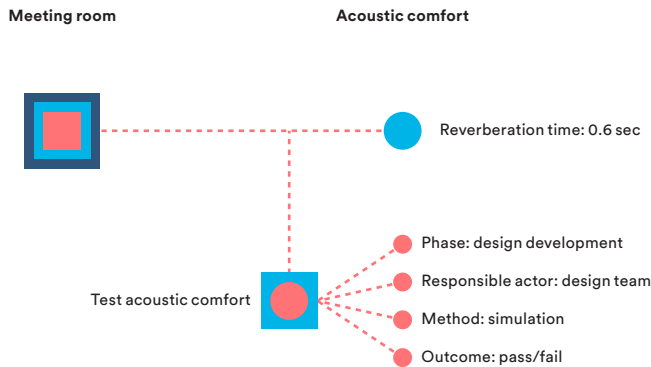 Meeting room
Acoustic comfort
Reverberation time: 0.6 sec
Phase: design development
Responsible actor: design team
Test acoustic comfort
Method: simulation
Outcome: pass/fail